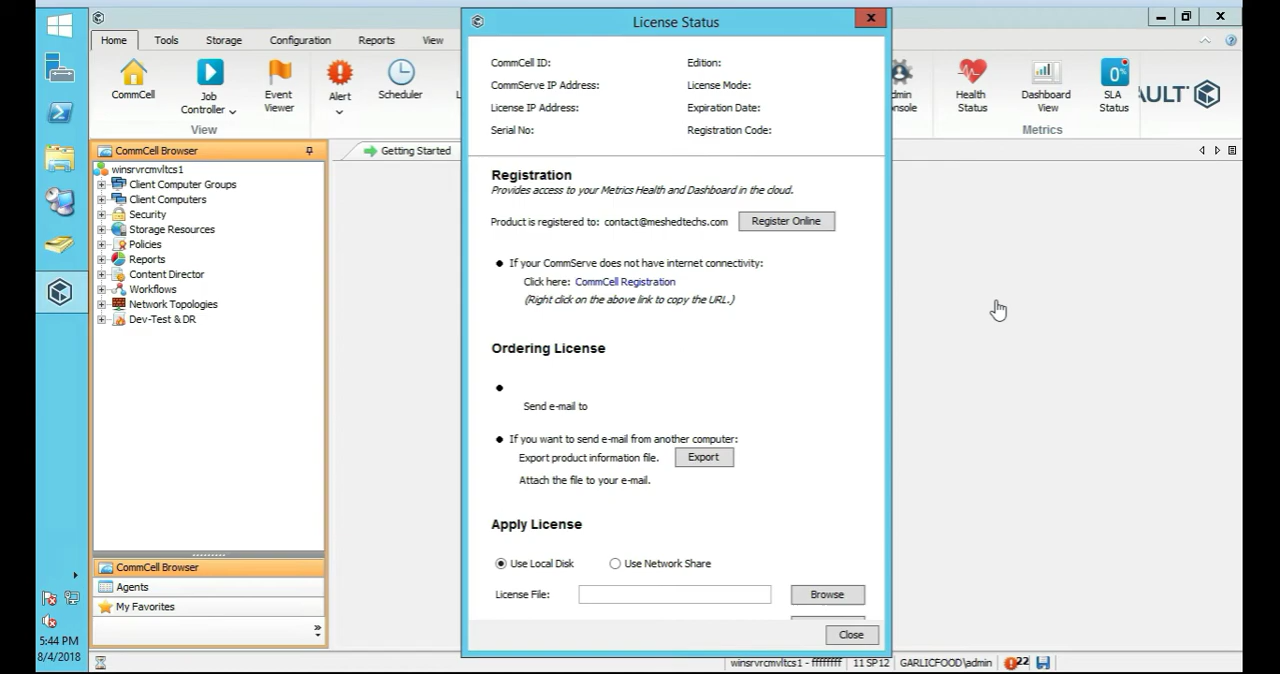 License Status
Home
Tools
Storage
Configuration
Reports
View
CommCell
Job
Controller
Event
Viewer
Alert
Scheduler
View
Health
Status
Dashboard
View
SLA
Status
0%
Metrics
CommCell Browser
winsrvrcmvltcs1
Client Computer Groups
Client Computers
Security
Storage Resources
Policies
Reports
Content Director
Workflows
Network Topologies
Dev-Test & DR
CommCell Browser
Agents
My Favorites
Getting Started
CommCell ID:
Edition:
CommServe IP Address:
License Mode:
License IP Address:
Expiration Date:
Serial No:
Registration Code:
Registration
Provides access to your Metrics Health and Dashboard in the cloud.
Product is registered to: contact@meshedtechs.com
Register Online
If your CommServe does not have internet connectivity:
Click here: CommCell Registration
(Right click on the above link to copy the URL.)
Ordering License
Send e-mail to
If you want to send e-mail from another computer:
Export product information file.
Export
Attach the file to your e-mail.
Apply License
Use Local Disk
Use Network Share
License File:
Browse
Close
5:44 PM
8/4/2018
winsrvrcmvltcs1 - ffffffff
11 SP12
GARLICFOOD\admin
22